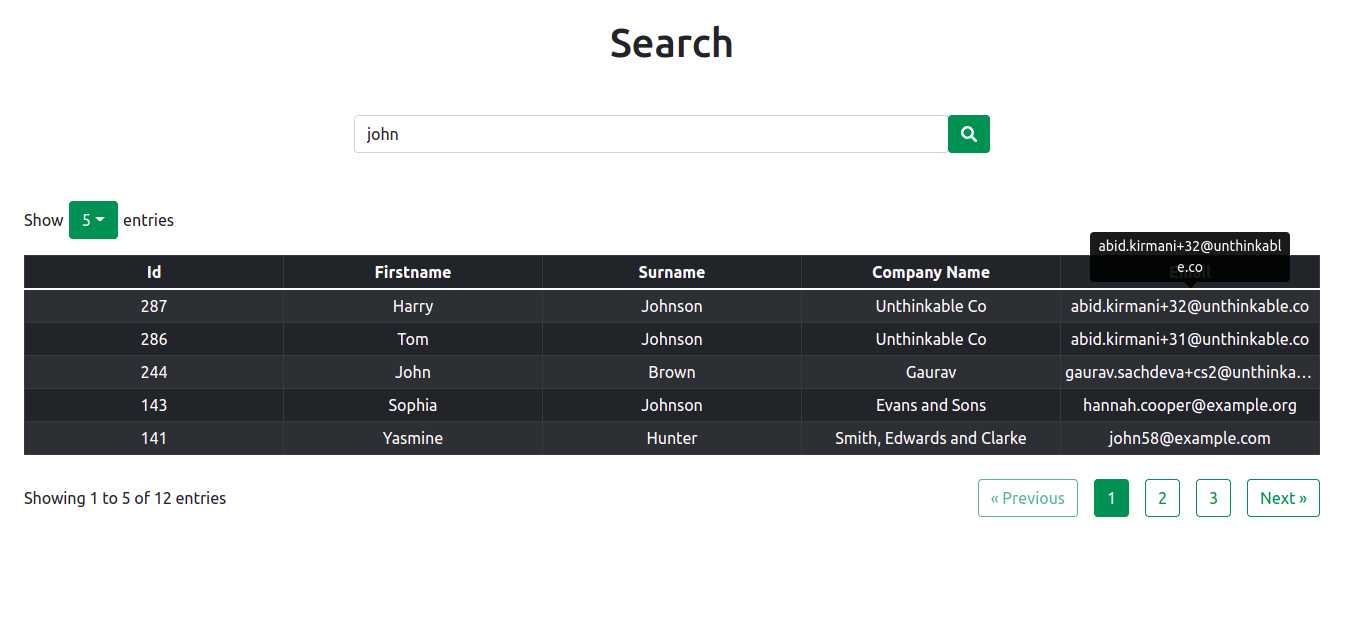 Search
john
Show 5 entries
abid.kirmani+32@unthinkabl
e.co
Id Firstname Surname Company Name Email
287 Harry Johnson Unthinkable Co abid.kirmani+32@unthinkable.co
286 Tom Johnson Unthinkable Co abid.kirmani+31@unthinkable.co
244 John Brown Gaurav gaurav.sachdeva+cs2@unthinka...
143 Sophia Johnson Evans and Sons hannah.cooper@example.org
141 Yasmine Hunter Smith, Edwards and Clarke john58@example.com
Showing 1 to 5 of 12 entries « Previous 1 2 3 Next »